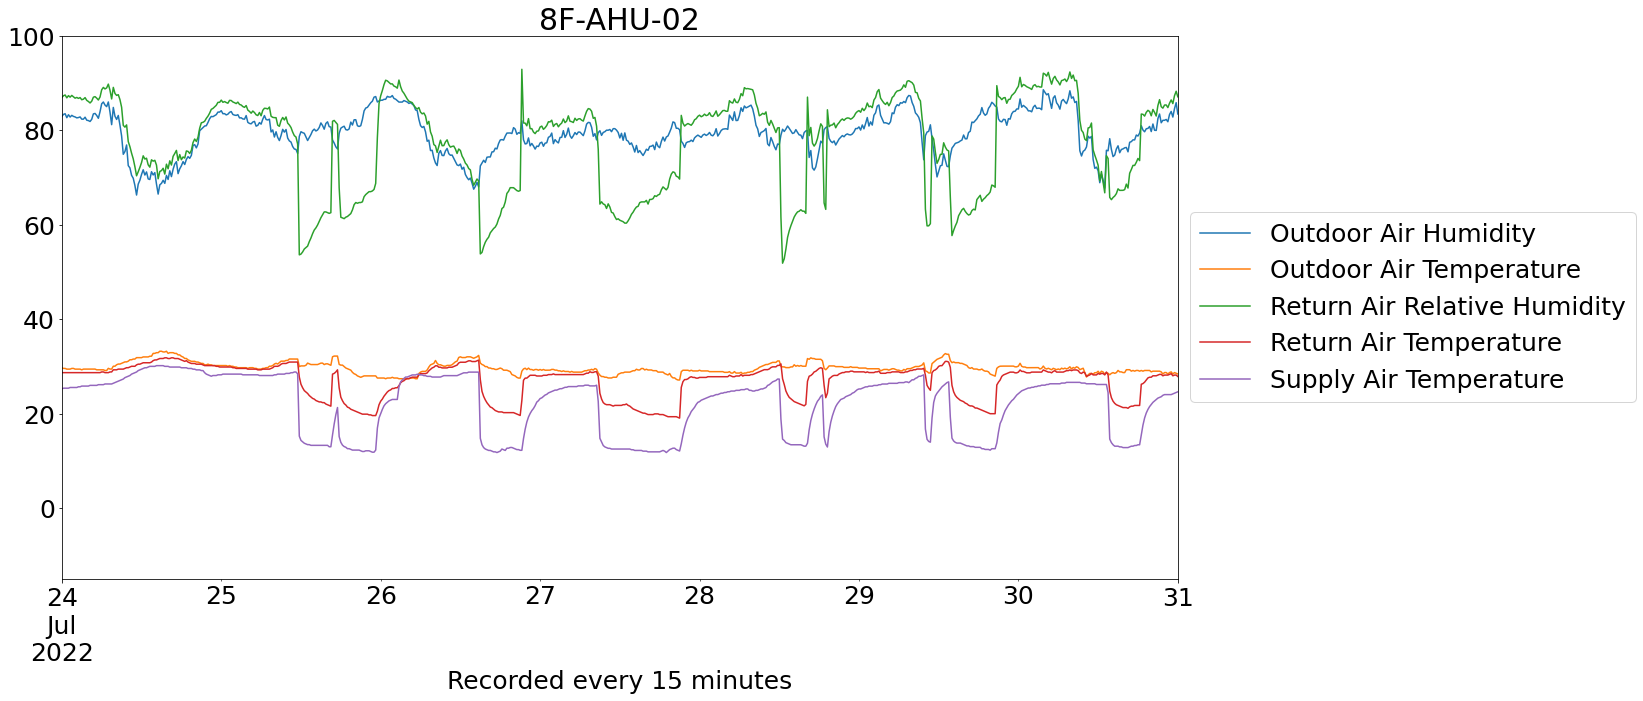 8F-AHU-02
100
80
60
40
20
0
24 25 26 27 28 29 30 31
Jul
2022
Recorded every 15 minutes
Outdoor Air Humidity
Outdoor Air Temperature
Return Air Relative Humidity
Return Air Temperature
Supply Air Temperature